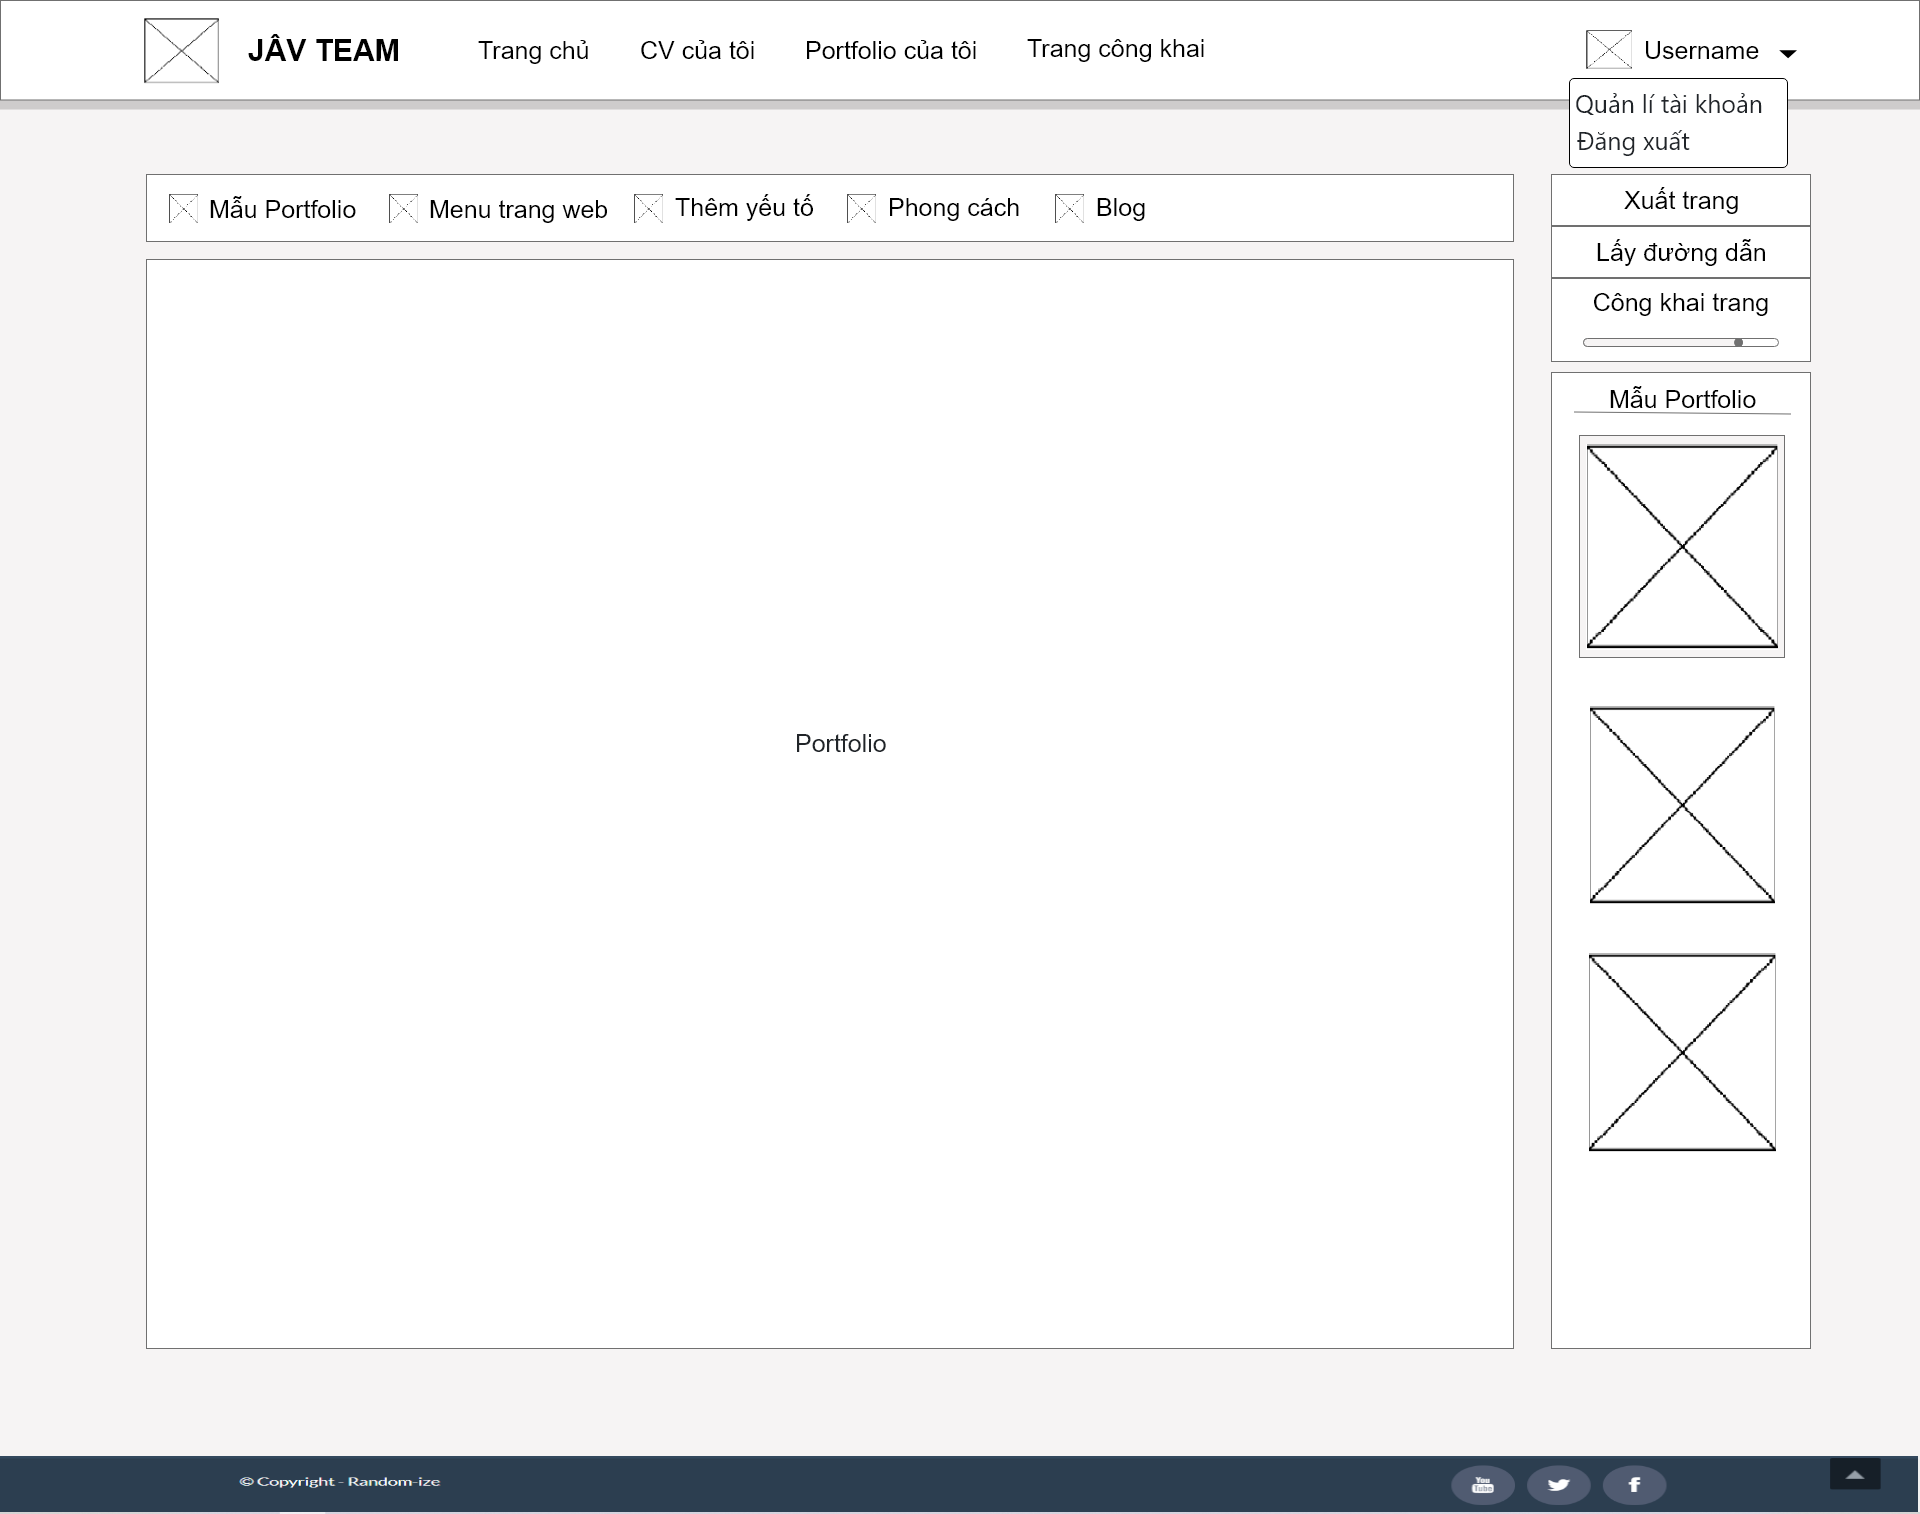 JÂV TEAM
Trang chủ
CV của tôi
Portfolio của tôi
Trang công khai
Username
Quản lí tài khoản
Đăng xuất
Mẫu Portfolio
Menu trang web
Thêm yếu tố
Phong cách
Blog
Xuất trang
Lấy đường dẫn
Công khai trang
Mẫu Portfolio
Portfolio
© Copyright - Random-ize
You
Tube